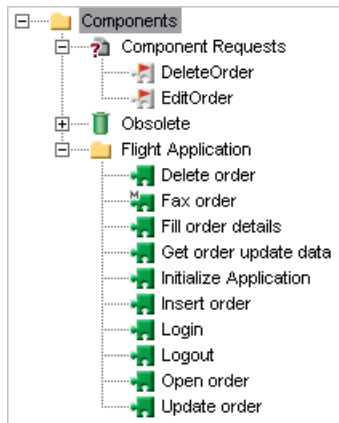 Components
Component Requests
DeleteOrder
EditOrder
Obsolete
Flight Application
Delete order
M
Fax order
Fill order details
Get order update data
Initialize Application
Insert order
Login
Logout
Open order
Update order